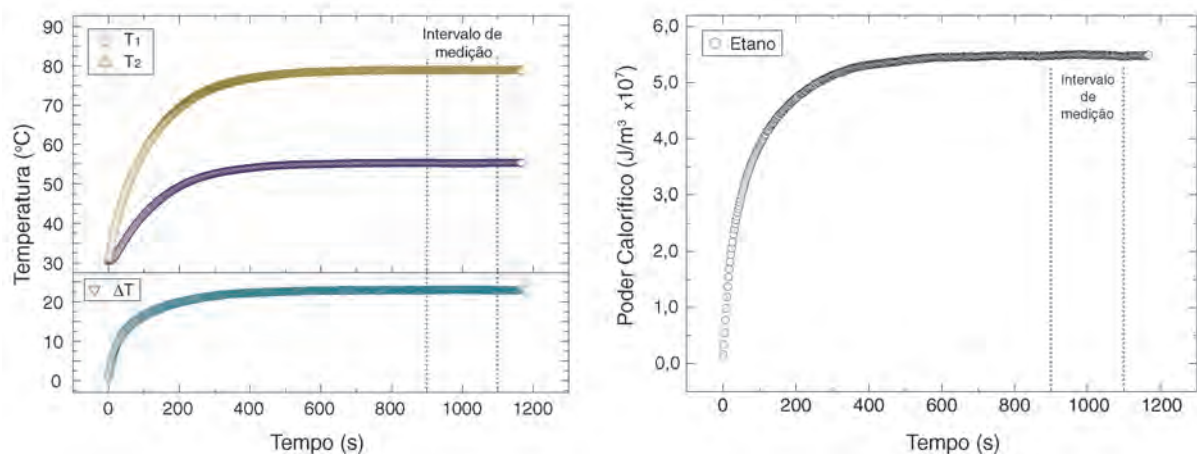 90
80
70
60
50
40
30
20
10
0
Temperatura (ºC)
T1
T2
Intervalo
de
medição
ΔT
0 200 400 600 800 1000 1200
Tempo (s)
6,0
5,0
4,0
3,0
2,0
1,0
0,0
Poder Calorífico (J/m³ x10⁷)
Etano
Intervalo
de
medição
0 200 400 600 800 1000 1200
Tempo (s)